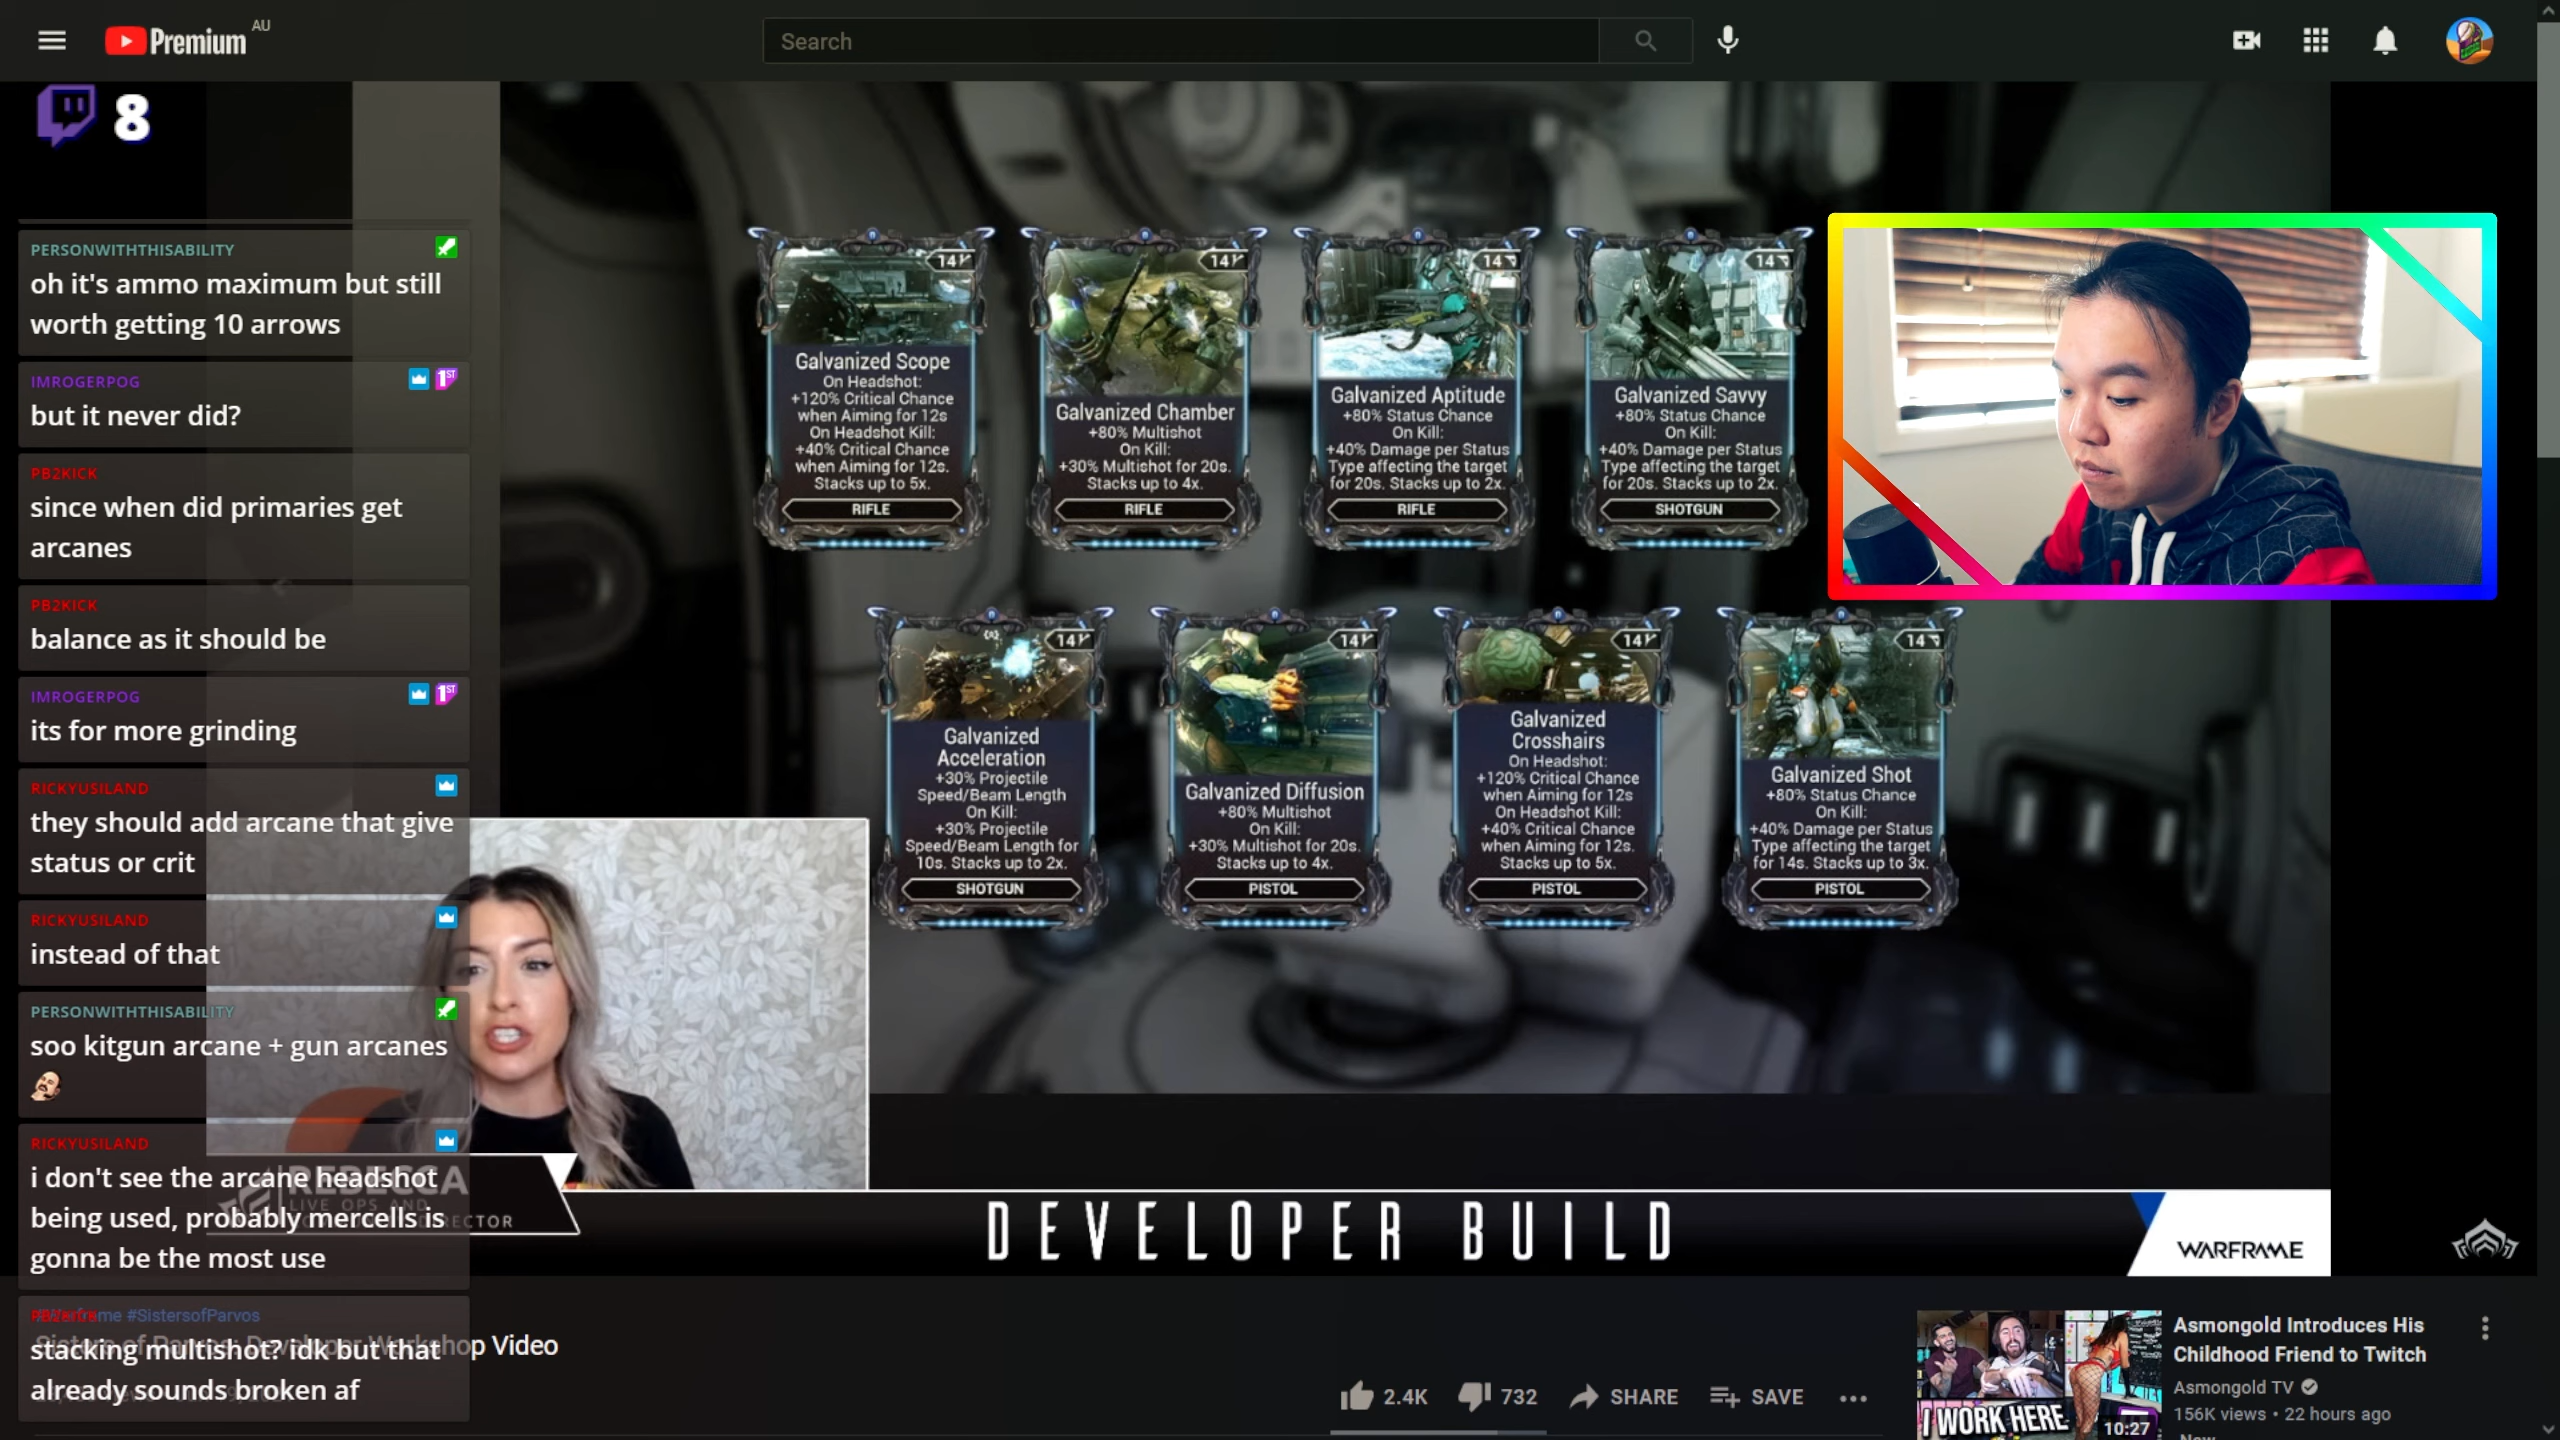 Premium AU
Search
8
PERSONWITHTHISABILITY
oh it's ammo maximum but still
worth getting 10 arrows
IMROGERPOG
1ST
but it never did?
PB2KICK
since when did primaries get
arcanes
PB2KICK
balance as it should be
IMROGERPOG
1ST
its for more grinding
RICKYUSILAND
they should add arcane that give
status or crit
RICKYUSILAND
instead of that
PERSONWITHTHISABILITY
soo kitgun arcane + gun arcanes
RICKYUSILAND
i don't see the arcane headshot
being used, probably mercells is
gonna be the most use
stacking multishot? idk but that
already sounds broken af
14
Galvanized Scope
On Headshot:
+120% Critical Chance
when Aiming for 12s
On Headshot Kill:
+40% Critical Chance
when Aiming for 12s.
Stacks up to 5x.
RIFLE
14
Galvanized Chamber
+80% Multishot
On Kill:
+30% Multishot for 20s.
Stacks up to 4x.
RIFLE
14
Galvanized Aptitude
+80% Status Chance
On Kill:
+40% Damage per Status
Type affecting the target
for 20s. Stacks up to 2x.
RIFLE
14
Galvanized Savvy
+80% Status Chance
On Kill:
+40% Damage per Status
Type affecting the target
for 20s. Stacks up to 2x.
SHOTGUN
14
Galvanized
Acceleration
+30% Projectile
Speed/Beam Length
On Kill:
+30% Projectile
Speed/Beam Length for
10s. Stacks up to 2x.
SHOTGUN
14
Galvanized Diffusion
+80% Multishot
On Kill:
+30% Multishot for 20s.
Stacks up to 4x.
PISTOL
14
Galvanized
Crosshairs
On Headshot:
+120% Critical Chance
when Aiming for 12s
On Headshot Kill:
+40% Critical Chance
when Aiming for 12s.
Stacks up to 5x.
PISTOL
14
Galvanized Shot
+80% Status Chance
On Kill:
+40% Damage per Status
Type affecting the target
for 14s. Stacks up to 3x.
PISTOL
REBECCA
LIVE OPS AND
DEVELOPER BUILD
WARFRAME
#Warframe #SistersofParvos
Sisters of Parvos: Developer Workshop Video
2.4K
732
SHARE
SAVE
I WORK HERE
10:27
Asmongold Introduces His
Childhood Friend to Twitch
Asmongold TV
156K views • 22 hours ago
New